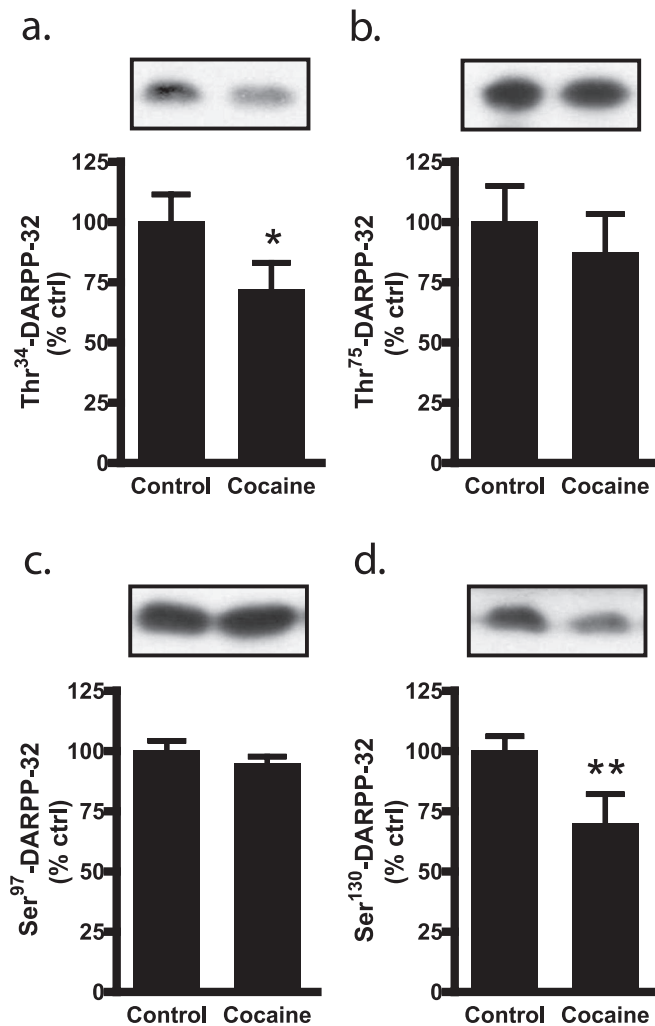 a.
125
100
75
50
25
0
Thr³⁴-DARPP-32
(% ctrl)
*
Control Cocaine
b.
125
100
75
50
25
0
Thr⁷⁵-DARPP-32
(% ctrl)
Control Cocaine
c.
125
100
75
50
25
0
Ser⁹⁷-DARPP-32
(% ctrl)
Control Cocaine
d.
125
100
75
50
25
0
Ser¹³⁰-DARPP-32
(% ctrl)
**
Control Cocaine